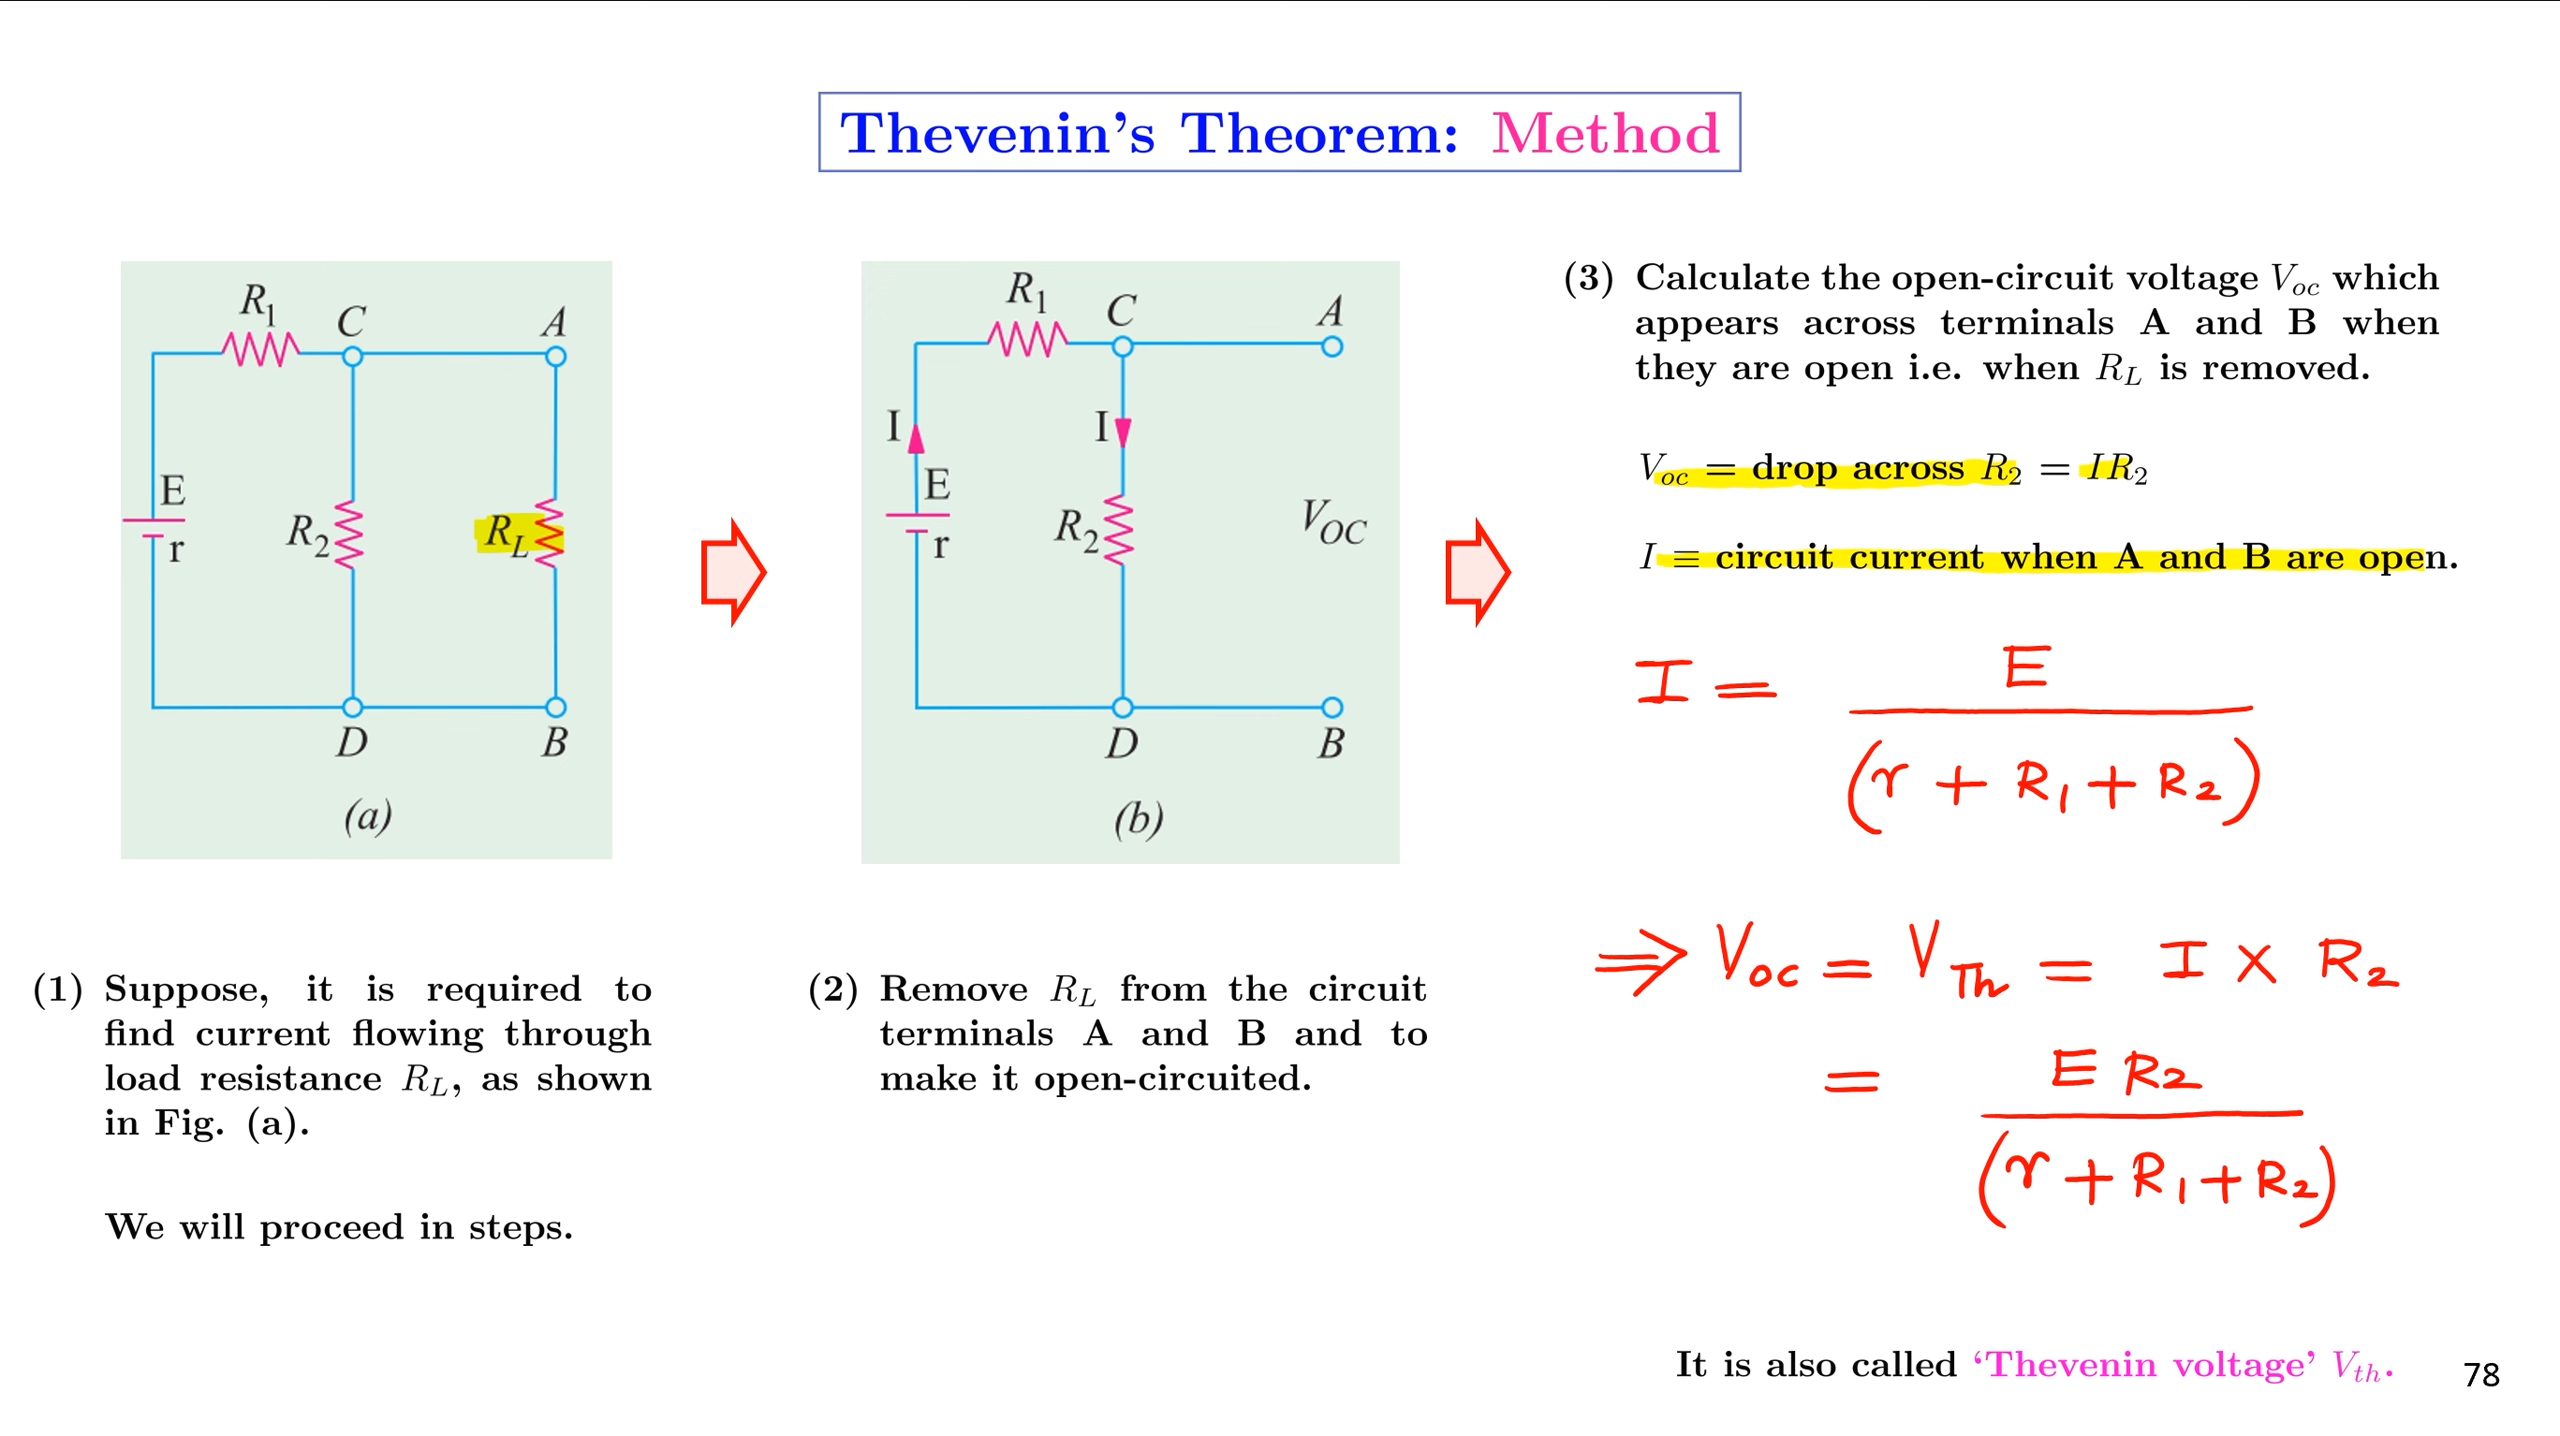 Thevenin's Theorem: Method
R1
C
A
E
r
R2
RL
D
B
(a)
R1
C
A
I
I
E
r
R2
VOC
D
B
(b)
(1) Suppose, it is required to
find current flowing through
load resistance RL, as shown
in Fig. (a).
We will proceed in steps.
(2) Remove RL from the circuit
terminals A and B and to
make it open-circuited.
(3) Calculate the open-circuit voltage Voc which
appears across terminals A and B when
they are open i.e. when RL is removed.
Voc = drop across R2 = IR2
I = circuit current when A and B are open.
I = E
(r + R1 + R2)
⇒ Voc = VTh = I × R2
= E R2
(r + R1 + R2)
It is also called 'Thevenin voltage' Vth.
78